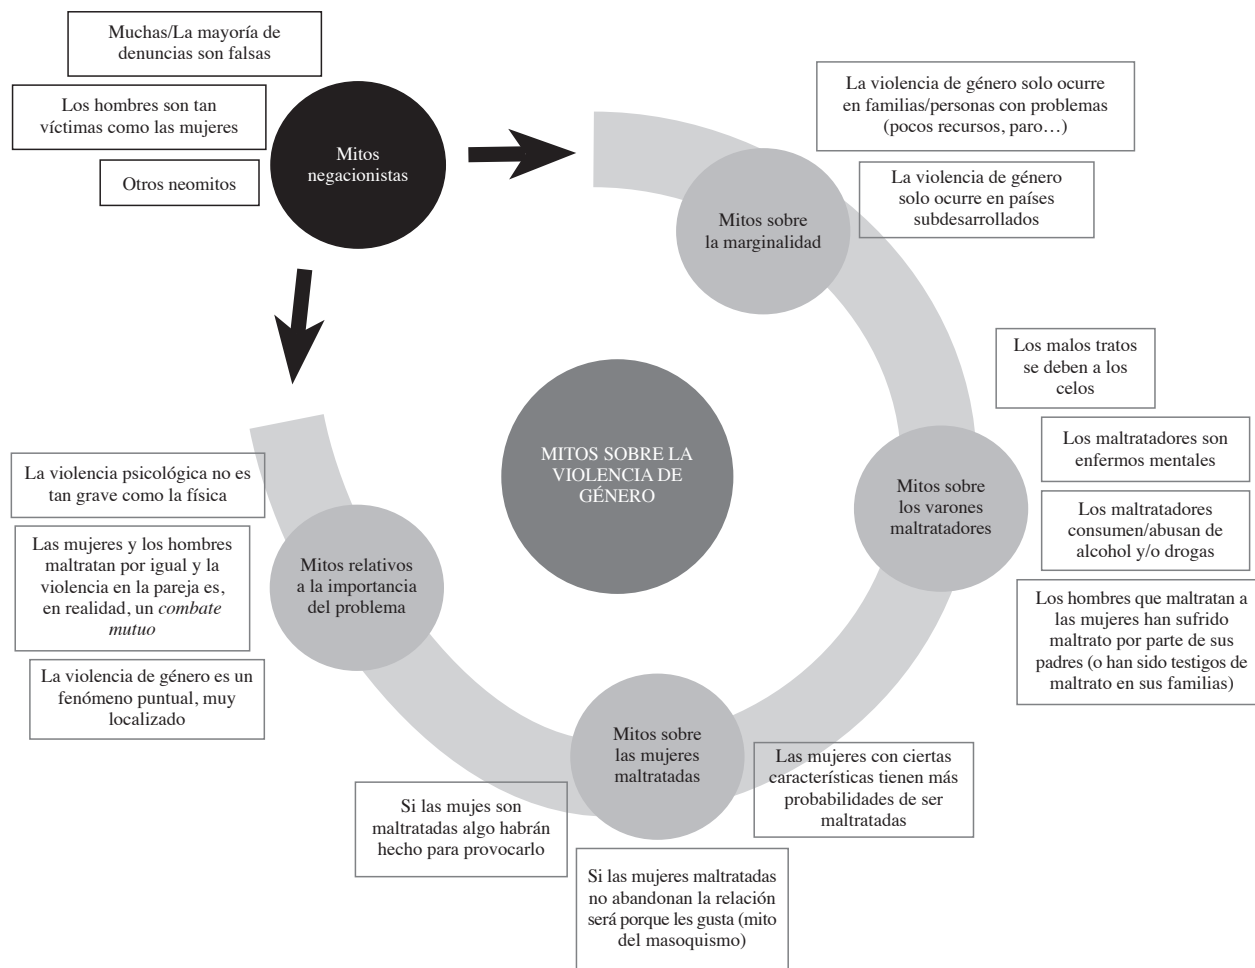 Muchas/La mayoría de
denuncias son falsas
Los hombres son tan
víctimas como las mujeres
Otros neomitos
Mitos
negacionistas
La violencia de género solo ocurre
en familias/personas con problemas
(pocos recursos, paro…)
La violencia de género
solo ocurre en países
subdesarrollados
Mitos sobre
la marginalidad
Los malos tratos
se deben a los
celos
Los maltratadores son
enfermos mentales
Los maltratadores
consumen/abusan de
alcohol y/o drogas
Los hombres que maltratan a
las mujeres han sufrido
maltrato por parte de sus
padres (o han sido testigos de
maltrato en sus familias)
Mitos sobre
los varones
maltratadores
MITOS SOBRE LA
VIOLENCIA DE
GÉNERO
La violencia psicológica no es
tan grave como la física
Las mujeres y los hombres
maltratan por igual y la
violencia en la pareja es,
en realidad, un combate
mutuo
La violencia de género es un
fenómeno puntual, muy
localizado
Mitos relativos
a la importancia
del problema
Mitos sobre
las mujeres
maltratadas
Las mujeres con ciertas
características tienen más
probabilidades de ser
maltratadas
Si las mujes son
maltratadas algo habrán
hecho para provocarlo
Si las mujeres maltratadas
no abandonan la relación
será porque les gusta (mito
del masoquismo)